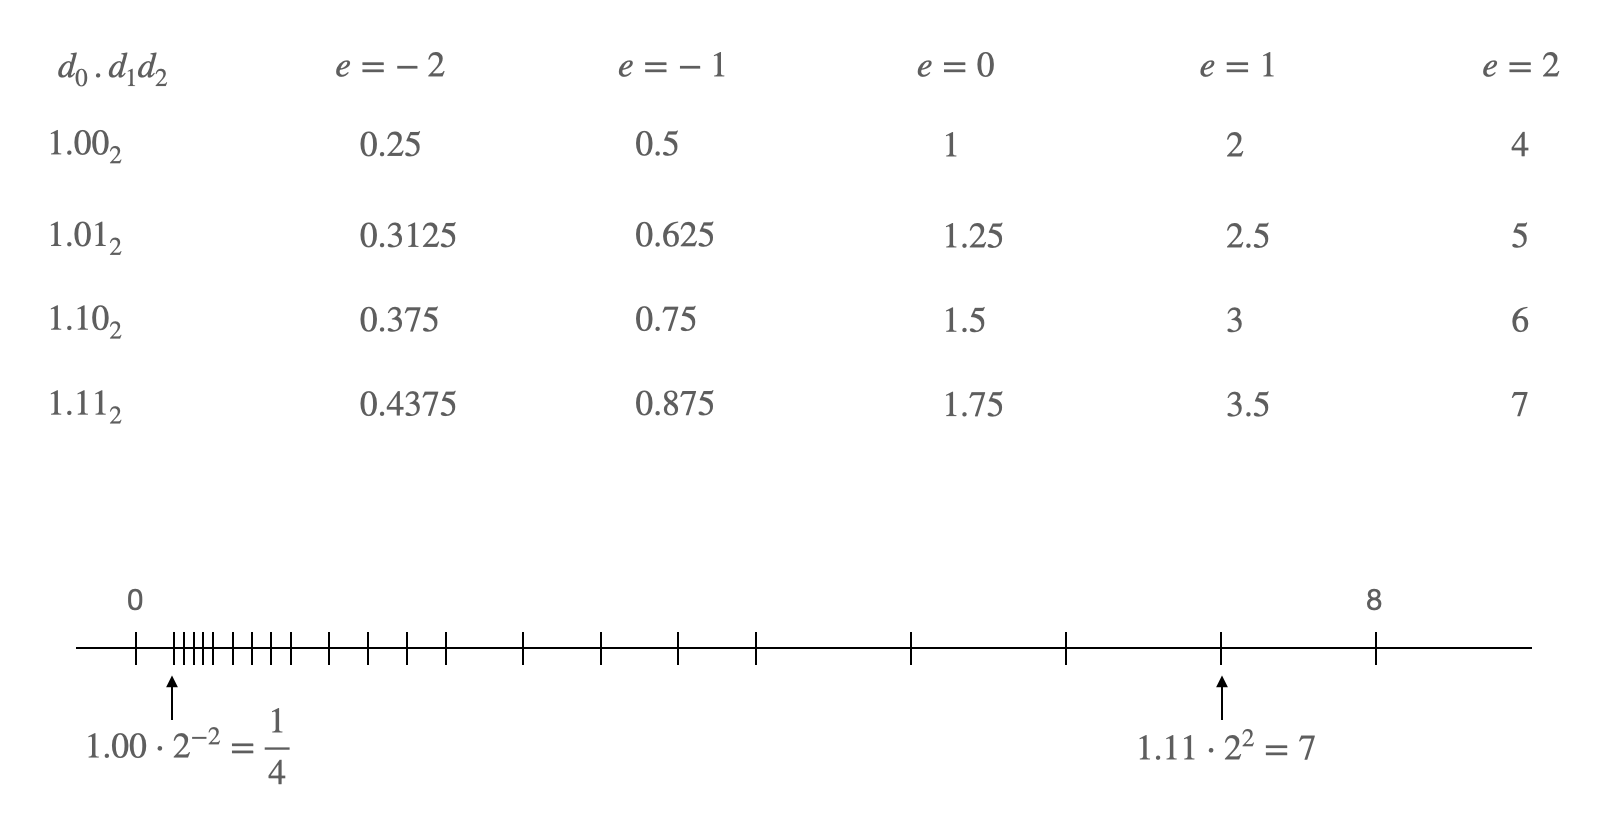 d₀ . d₁d₂ e = − 2 e = − 1 e = 0 e = 1 e = 2
1.00₂ 0.25 0.5 1 2 4
1.01₂ 0.3125 0.625 1.25 2.5 5
1.10₂ 0.375 0.75 1.5 3 6
1.11₂ 0.4375 0.875 1.75 3.5 7
0 8
1.00 · 2⁻² = 1/4 1.11 · 2² = 7